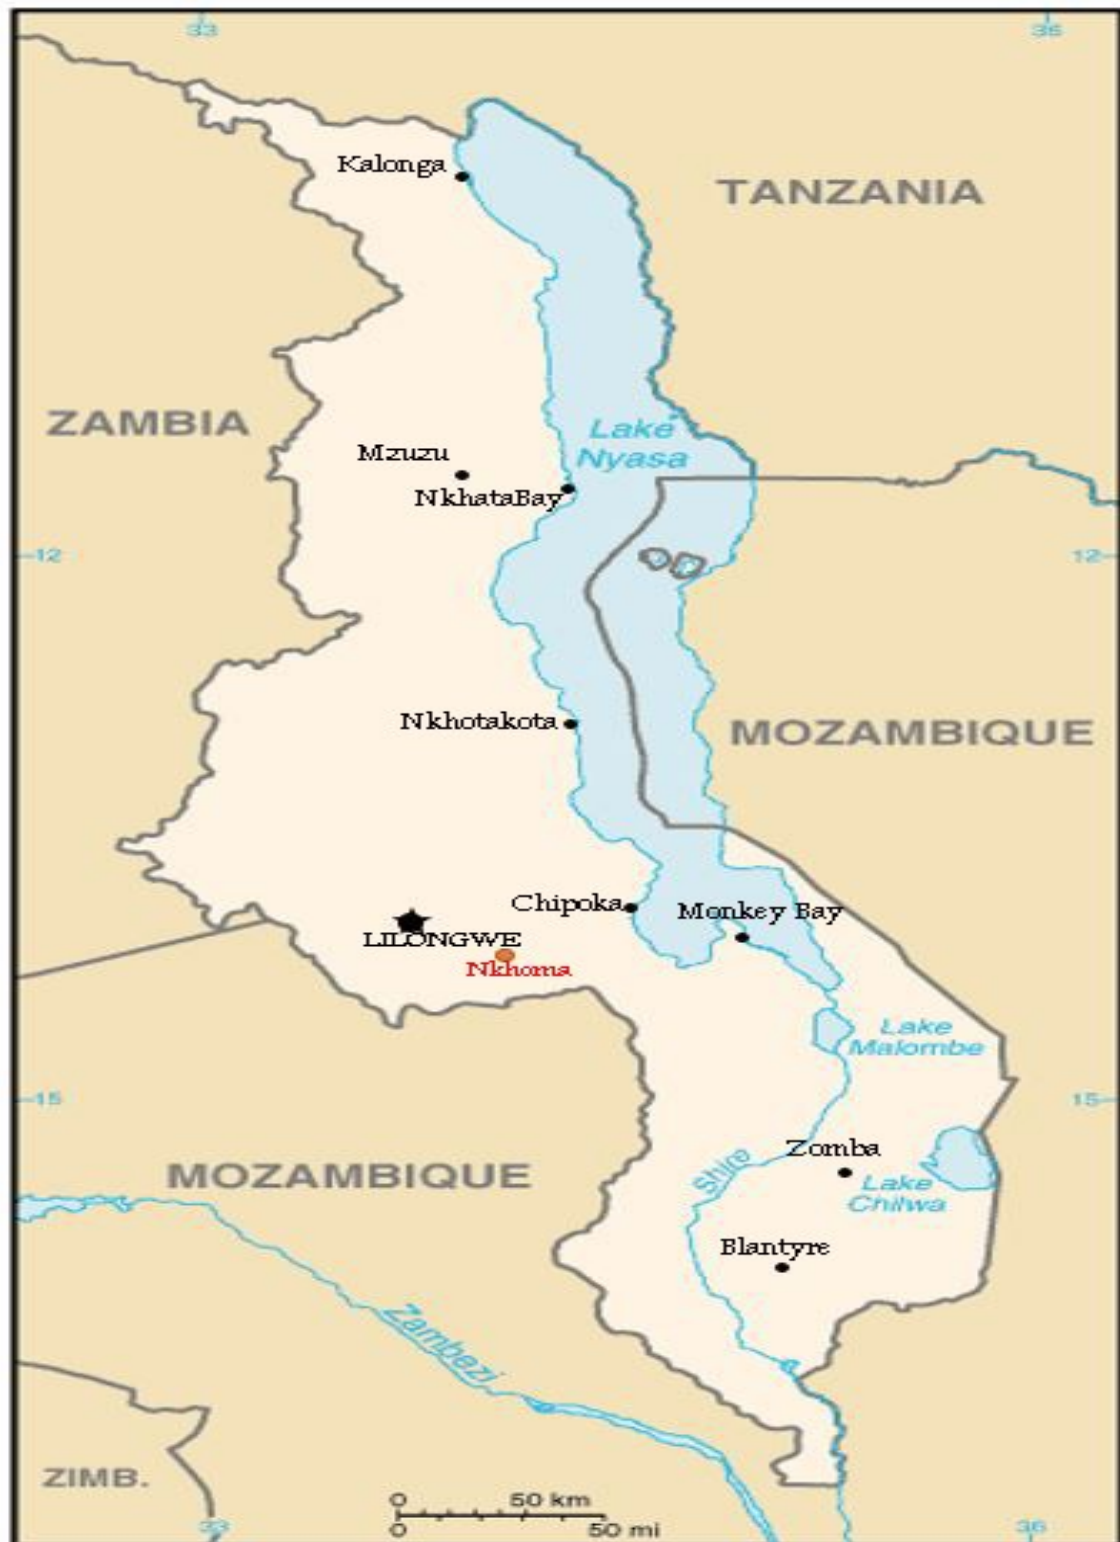 33
36
Kalonga
TANZANIA
ZAMBIA
Lake
Nyasa
Mzuzu
NkhataBay
12
12
Nkhotakota
MOZAMBIQUE
Chipoka
Monkey Bay
LILONGWE
Nkhoma
Lake
Malombe
15
15
Zomba
Shire
MOZAMBIQUE
Lake
Chilwa
Blantyre
Zambezi
ZIMB.
0 50 km
0 50 mi
33
36